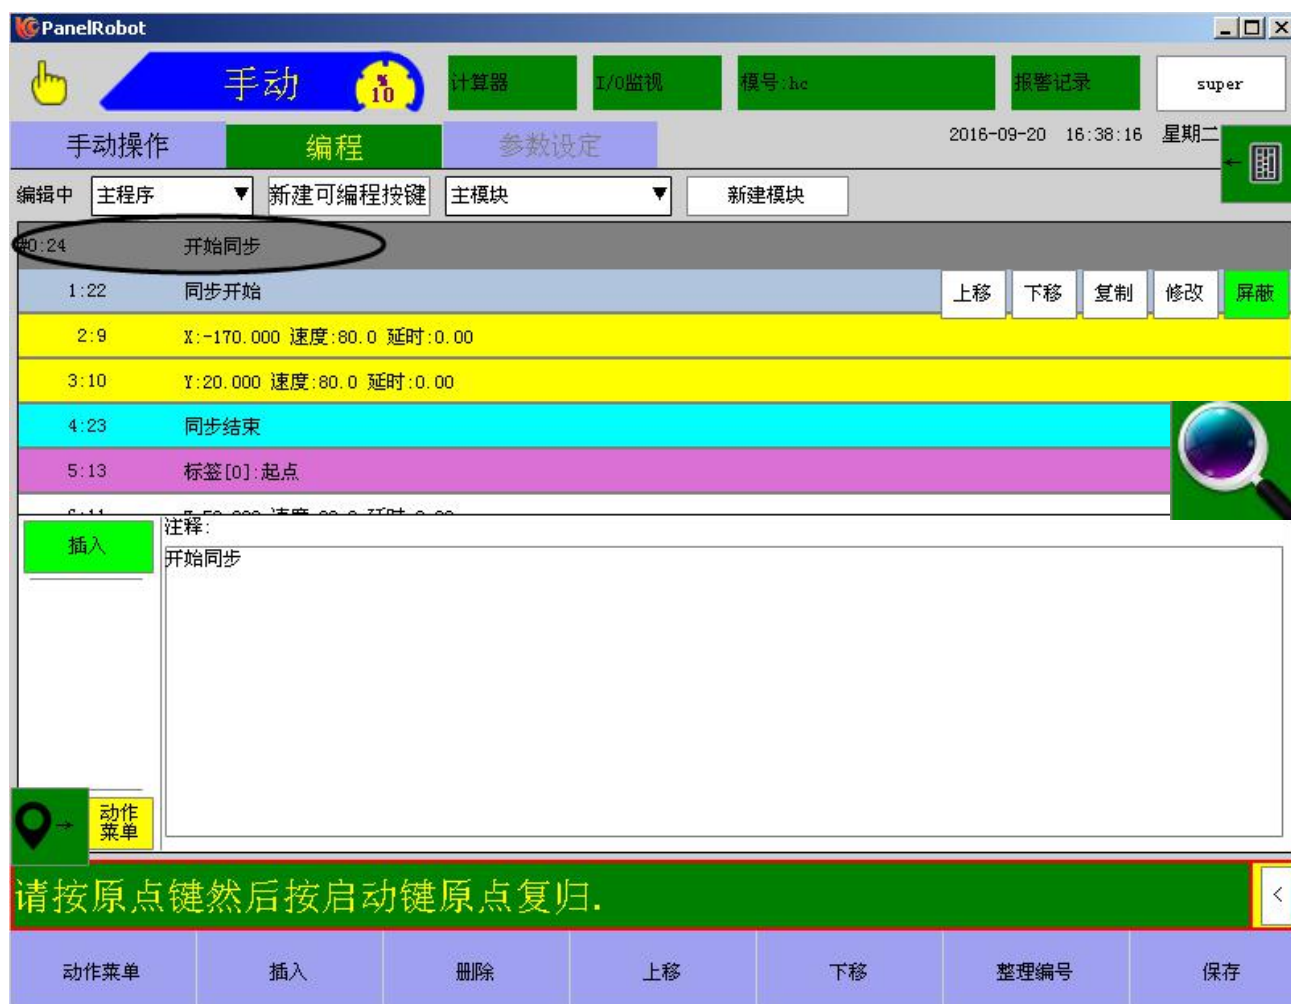 PanelRobot
手动
%
10
计算器
I/O监视
模号:hc
报警记录
super
手动操作
编程
参数设定
2016-09-20 16:38:16 星期二
编辑中
主程序
新建可编程按键
主模块
新建模块
#0:24 开始同步
1:22 同步开始
上移
下移
复制
修改
屏蔽
2:9 X:-170.000 速度:80.0 延时:0.00
3:10 Y:20.000 速度:80.0 延时:0.00
4:23 同步结束
5:13 标签[0]:起点
插入
注释:
开始同步
动作
菜单
请按原点键然后按启动键原点复归.
<
动作菜单
插入
删除
上移
下移
整理编号
保存